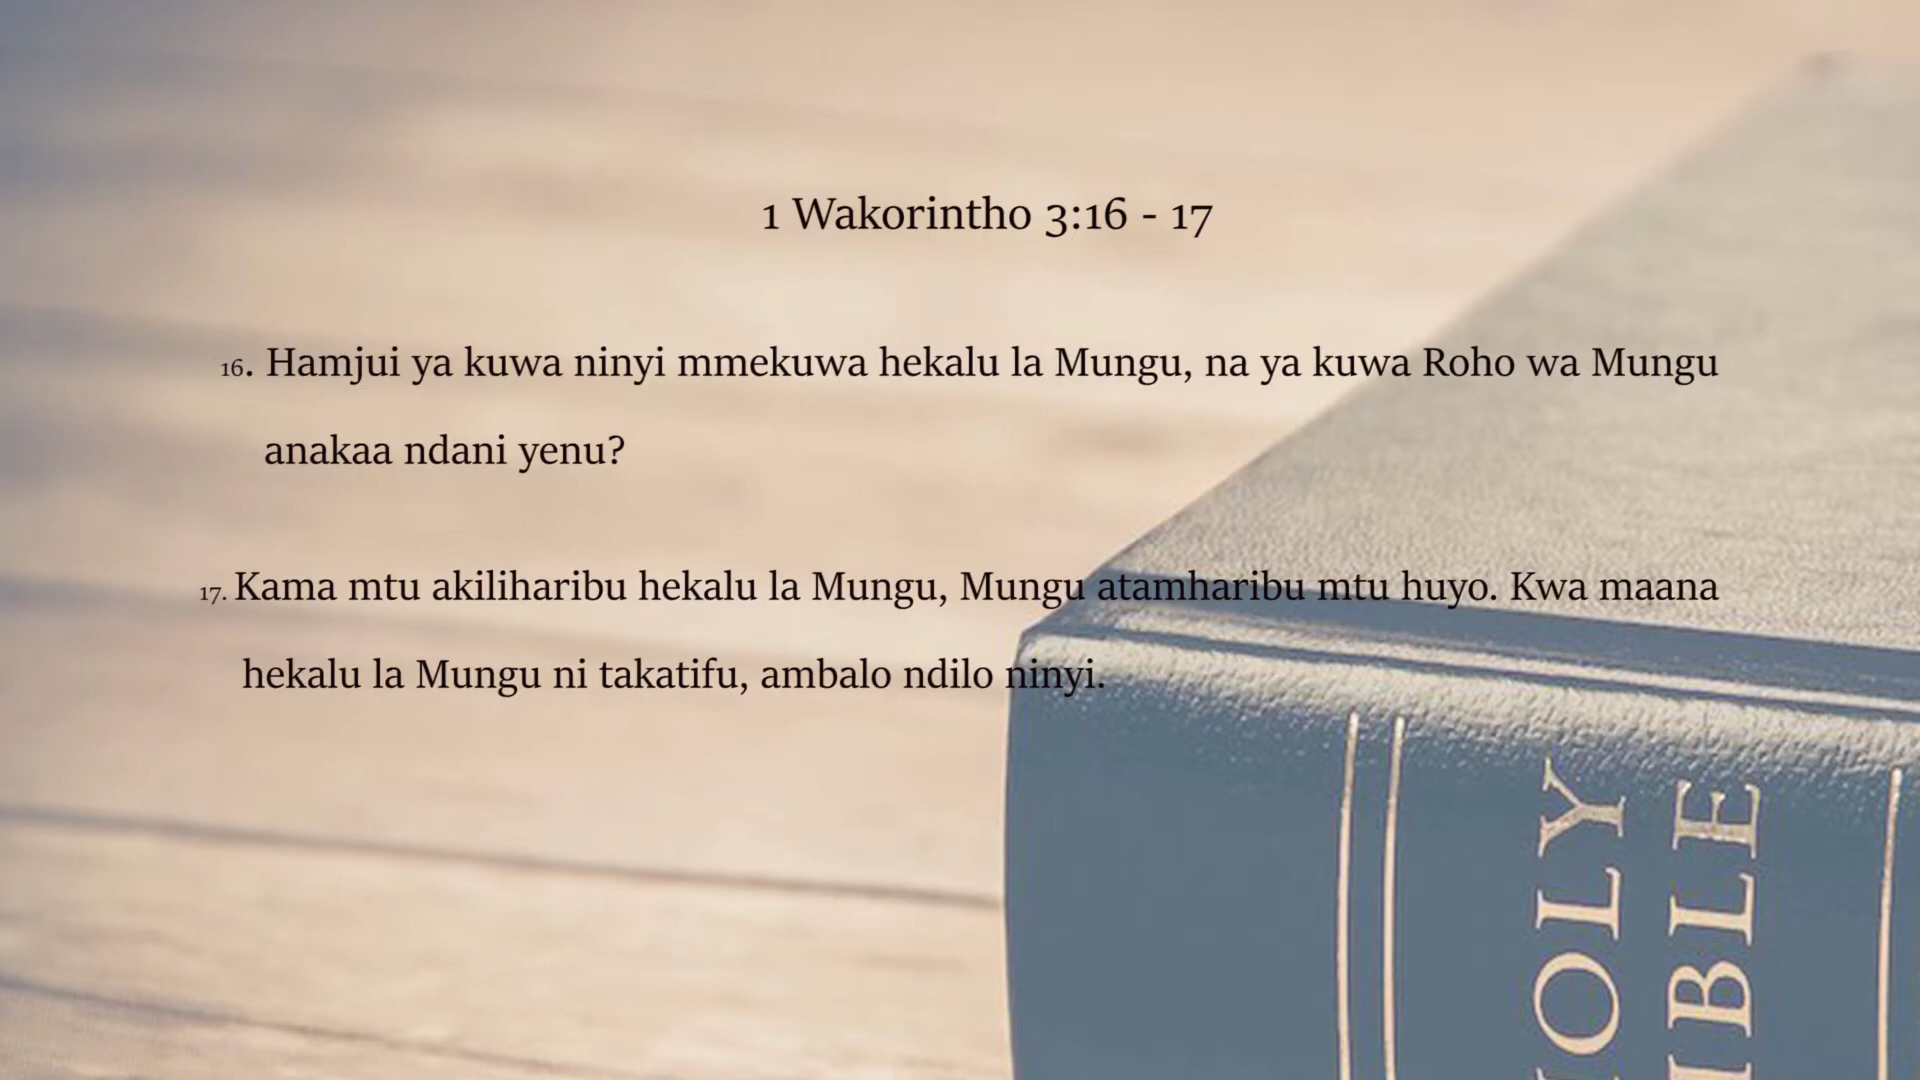 1 Wakorintho 3:16 - 17
16. Hamjui ya kuwa ninyi mmekuwa hekalu la Mungu, na ya kuwa Roho wa Mungu
anakaa ndani yenu?
17. Kama mtu akiliharibu hekalu la Mungu, Mungu atamharibu mtu huyo. Kwa maana
hekalu la Mungu ni takatifu, ambalo ndilo ninyi.
HOLY
BIBLE